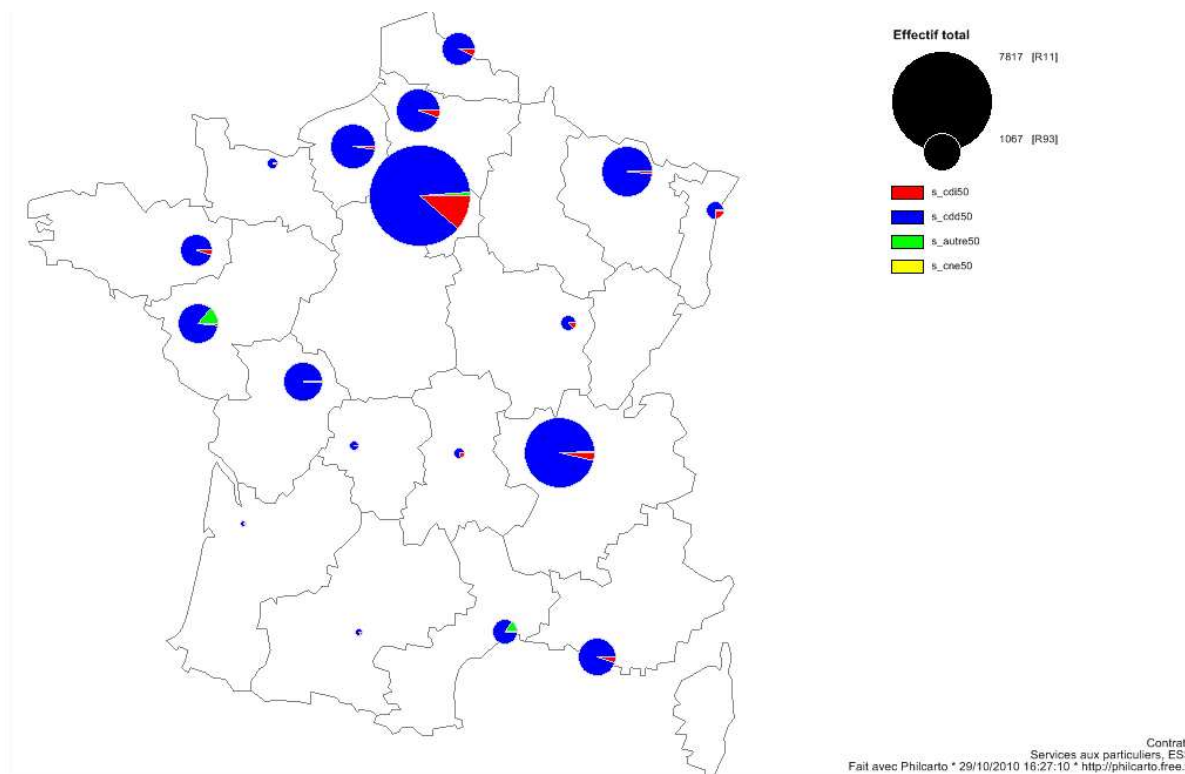 Effectif total
7817 [R11]
1067 [R93]
s_cdi50
s_cdd50
s_autre50
s_cne50
Contrat
Services aux particuliers, ES
Fait avec Philcarto * 29/10/2010 16:27:10 * http://philcarto.free.